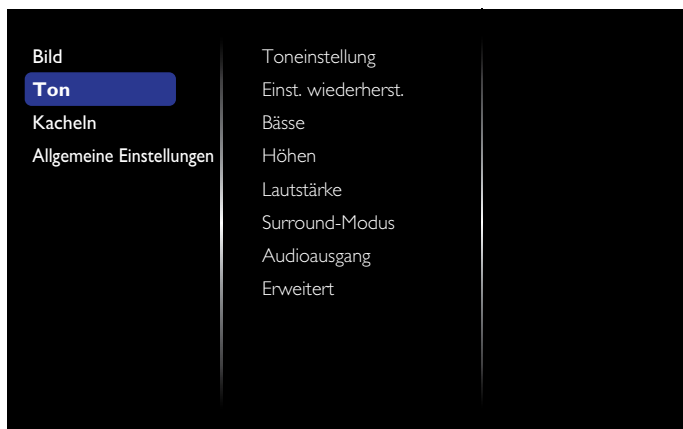 Bild
Ton
Kacheln
Allgemeine Einstellungen
Toneinstellung
Einst. wiederherst.
Bässe
Höhen
Lautstärke
Surround-Modus
Audioausgang
Erweitert